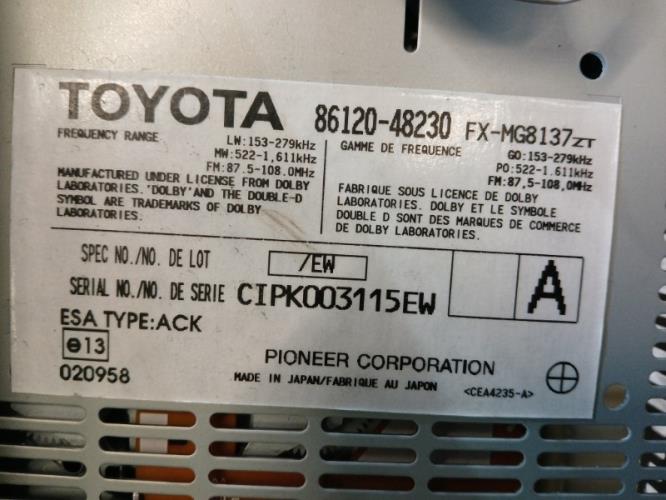 TOYOTA 86120-48230 FX-MG8137ZT
FREQUENCY RANGE LW:153-279kHz
MW:522-1,611kHz
FM:87.5-108.0MHz
GAMME DE FREQUENCE GO:153-279kHz
PO:522-1.611kHz
FM:87,5-108,0MHz
MANUFACTURED UNDER LICENSE FROM DOLBY
LABORATORIES. 'DOLBY'AND THE DOUBLE-D
SYMBOL ARE TRADEMARKS OF DOLBY
LABORATORIES.
FABRIQUE SOUS LICENCE DE DOLBY
LABORATORIES. DOLBY ET LE SYMBOLE
DOUBLE D SONT DES MARQUES DE COMMERCE
DE DOLBY LABORATORIES.
SPEC NO./NO. DE LOT /EW
SERIAL NO./NO. DE SERIE CIPK003115EW
A
ESA TYPE:ACK
e13
020958
PIONEER CORPORATION
MADE IN JAPAN/FABRIQUE AU JAPON
<CEA4235-A>